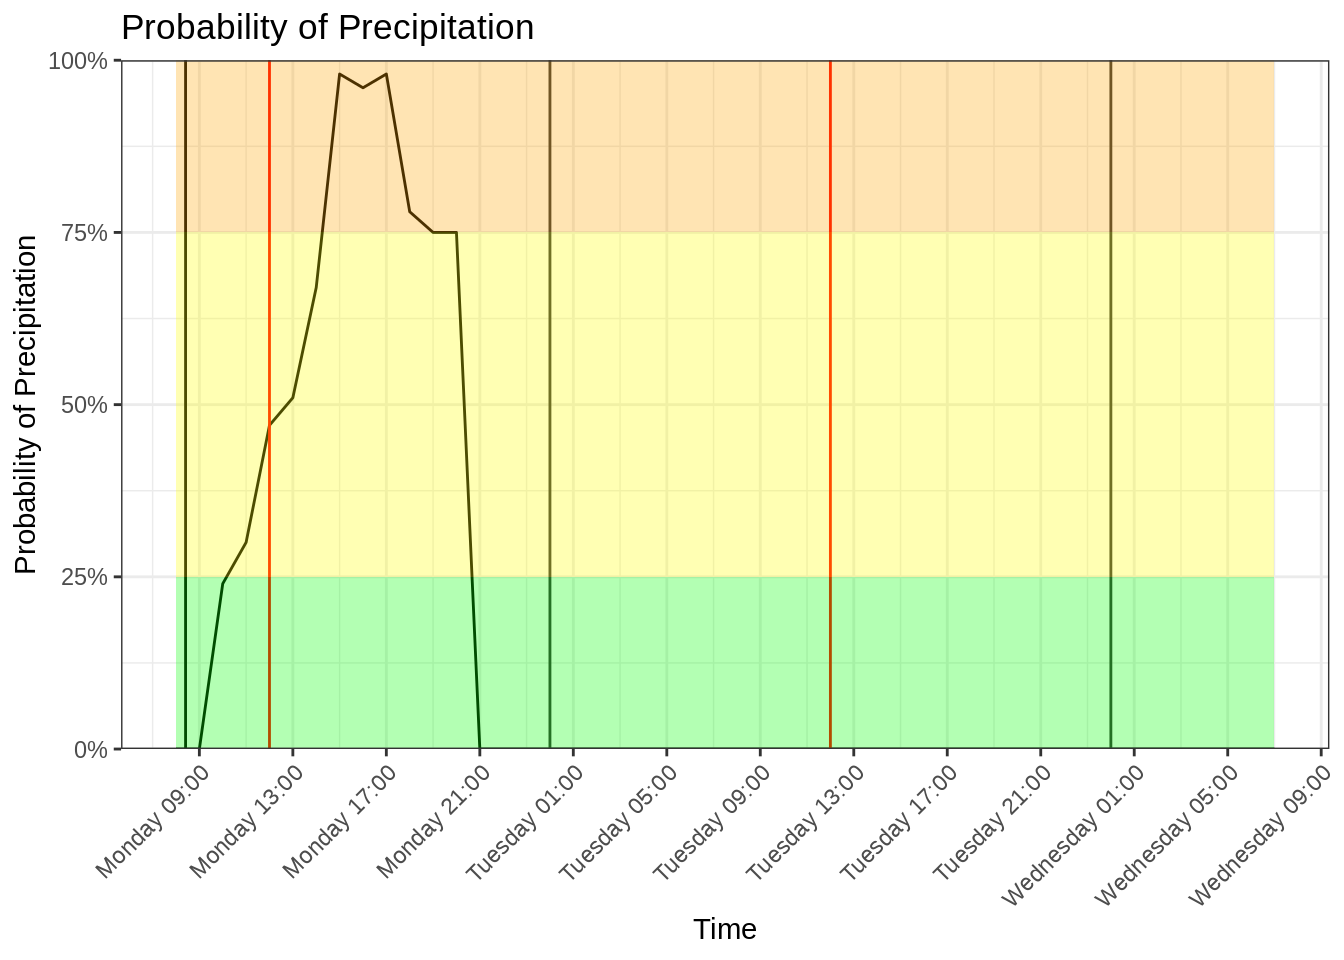 Probability of Precipitation
Probability of Precipitation
100%
75%
50%
25%
0%
Monday 09:00
Monday 13:00
Monday 17:00
Monday 21:00
Tuesday 01:00
Tuesday 05:00
Tuesday 09:00
Tuesday 13:00
Tuesday 17:00
Tuesday 21:00
Wednesday 01:00
Wednesday 05:00
Wednesday 09:00
Time